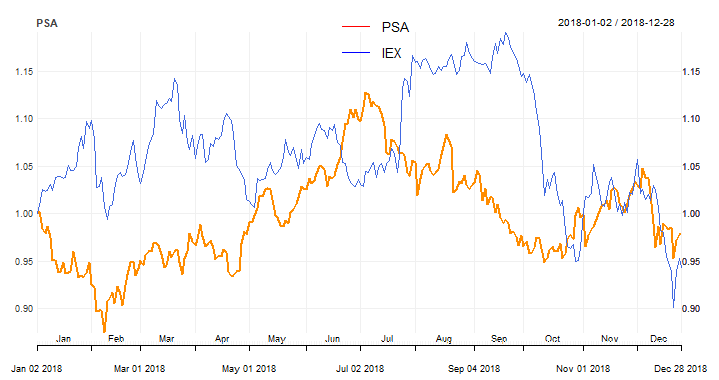 PSA 2018-01-02 / 2018-12-28
PSA
IEX
1.15 1.15
1.10 1.10
1.05 1.05
1.00 1.00
0.95 0.95
0.90 0.90
Jan Feb Mar Apr May Jun Jul Aug Sep Oct Nov Dec
Jan 02 2018 Mar 01 2018 May 01 2018 Jul 02 2018 Sep 04 2018 Nov 01 2018 Dec 28 2018